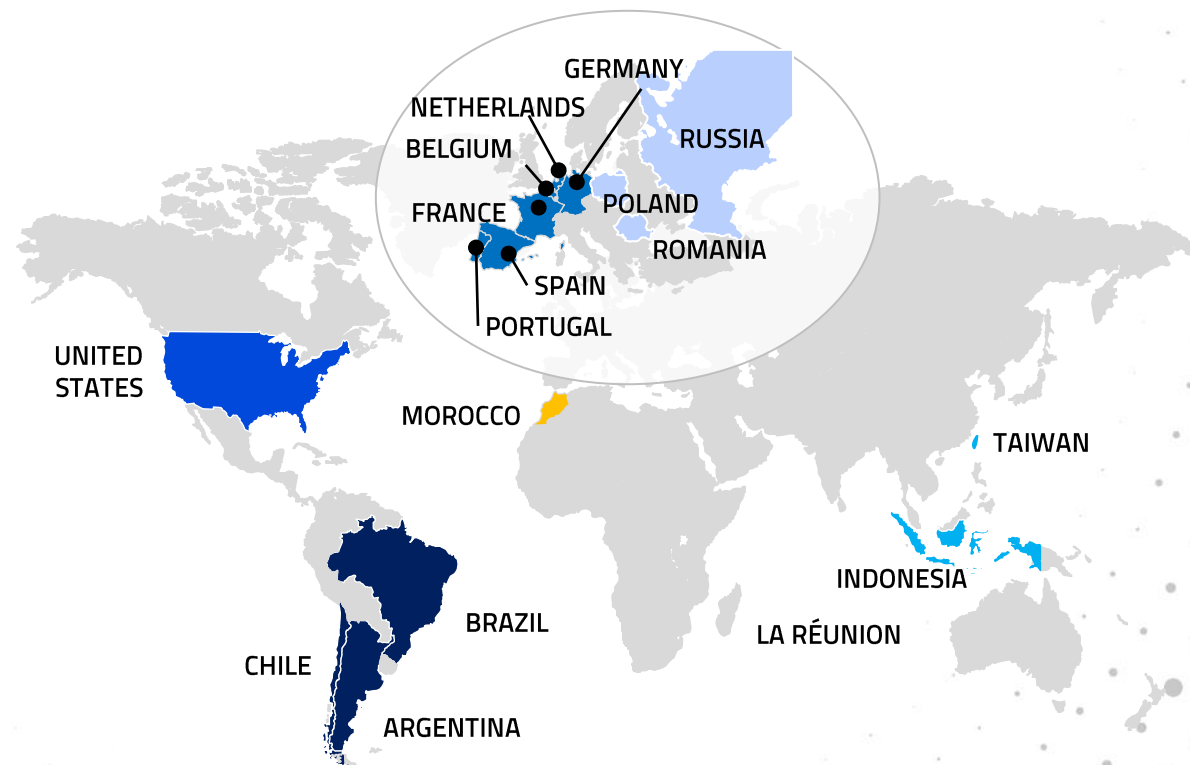 GERMANY
NETHERLANDS
RUSSIA
BELGIUM
POLAND
FRANCE
ROMANIA
SPAIN
PORTUGAL
UNITED
STATES
MOROCCO
TAIWAN
INDONESIA
BRAZIL
LA RÉUNION
CHILE
ARGENTINA